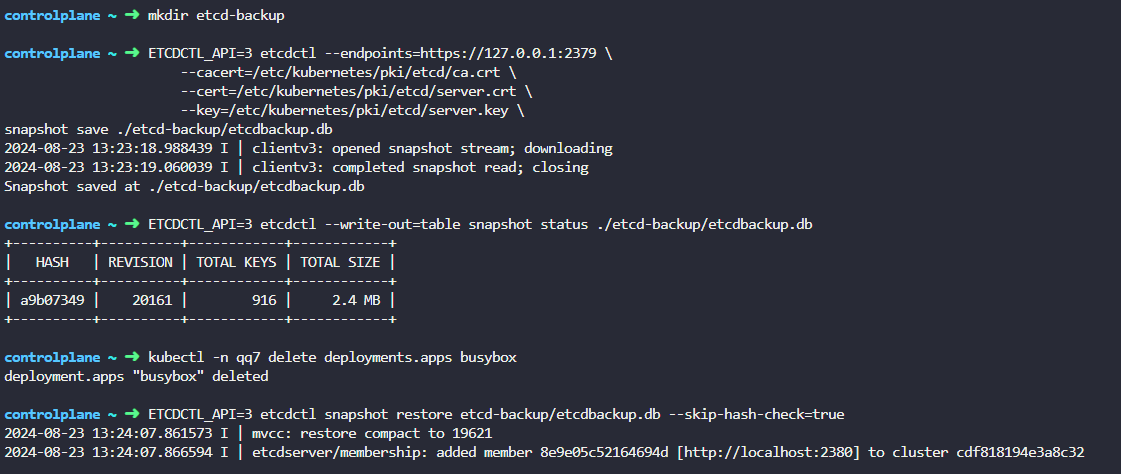 controlplane ~ ➜ mkdir etcd-backup
controlplane ~ ➜ ETCDCTL_API=3 etcdctl --endpoints=https://127.0.0.1:2379 \
--cacert=/etc/kubernetes/pki/etcd/ca.crt \
--cert=/etc/kubernetes/pki/etcd/server.crt \
--key=/etc/kubernetes/pki/etcd/server.key \
snapshot save ./etcd-backup/etcdbackup.db
2024-08-23 13:23:18.988439 I | clientv3: opened snapshot stream; downloading
2024-08-23 13:23:19.060039 I | clientv3: completed snapshot read; closing
Snapshot saved at ./etcd-backup/etcdbackup.db
controlplane ~ ➜ ETCDCTL_API=3 etcdctl --write-out=table snapshot status ./etcd-backup/etcdbackup.db
+----------+----------+------------+------------+
|   HASH   | REVISION | TOTAL KEYS | TOTAL SIZE |
+----------+----------+------------+------------+
| a9b07349 |    20161 |        916 |     2.4 MB |
+----------+----------+------------+------------+
controlplane ~ ➜ kubectl -n qq7 delete deployments.apps busybox
deployment.apps "busybox" deleted
controlplane ~ ➜ ETCDCTL_API=3 etcdctl snapshot restore etcd-backup/etcdbackup.db --skip-hash-check=true
2024-08-23 13:24:07.861573 I | mvcc: restore compact to 19621
2024-08-23 13:24:07.866594 I | etcdserver/membership: added member 8e9e05c52164694d [http://localhost:2380] to cluster cdf818194e3a8c32